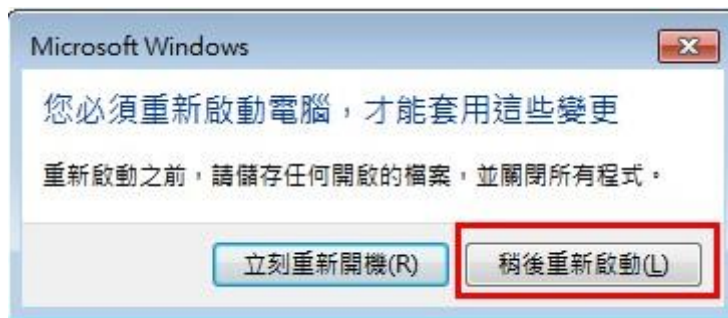 Microsoft Windows
您必須重新啟動電腦，才能套用這些變更
重新啟動之前，請儲存任何開啟的檔案，並關閉所有程式。
立刻重新開機(R)
稍後重新啟動(L)